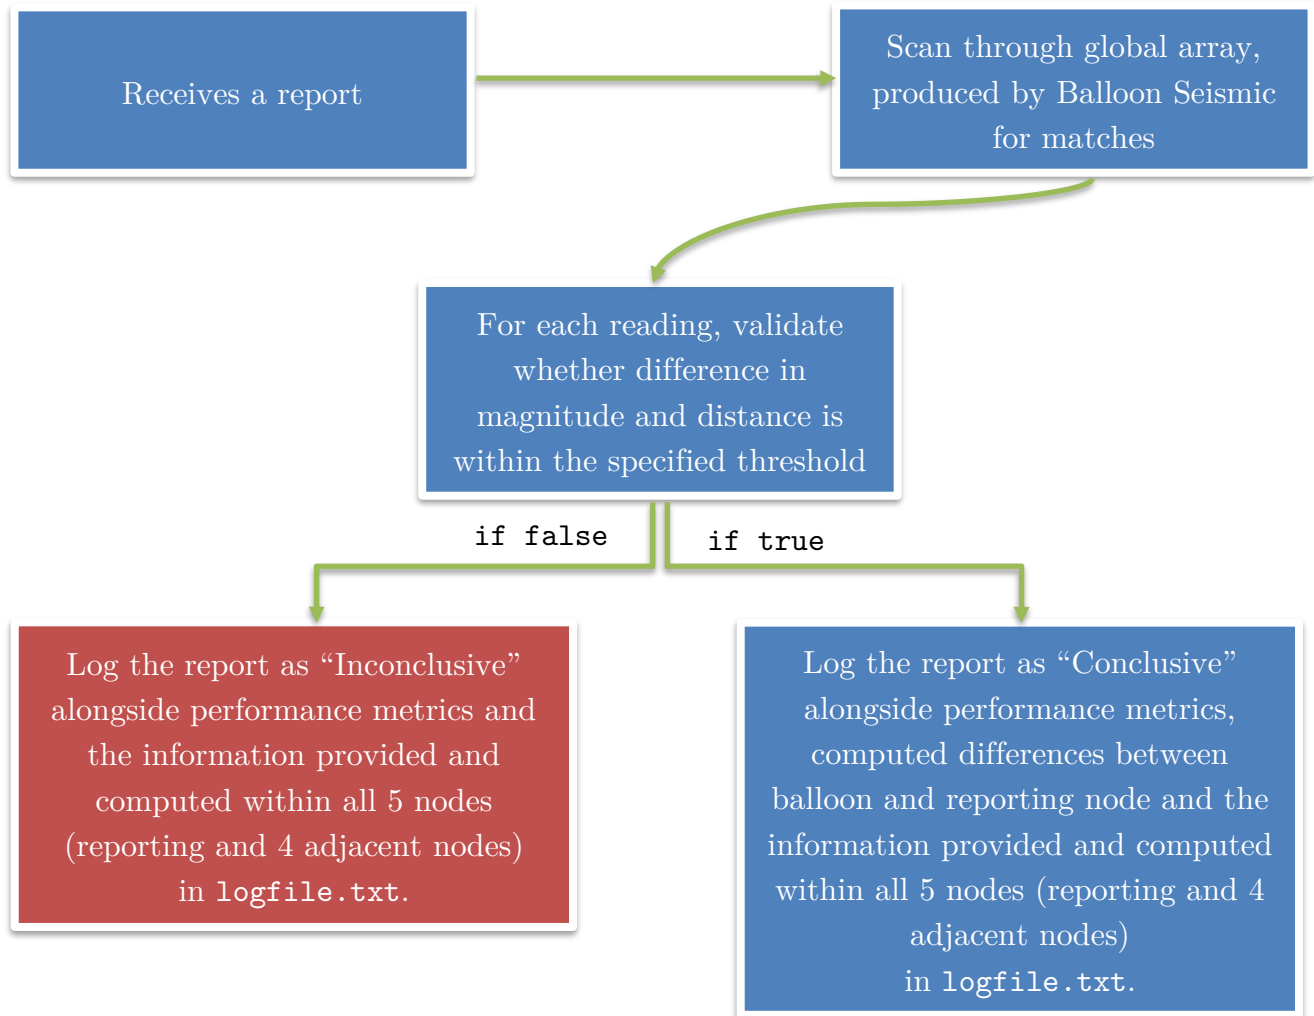 Receives a report
Scan through global array,
produced by Balloon Seismic
for matches
For each reading, validate
whether difference in
magnitude and distance is
within the specified threshold
if false
if true
Log the report as “Inconclusive”
alongside performance metrics and
the information provided and
computed within all 5 nodes
(reporting and 4 adjacent nodes)
in logfile.txt.
Log the report as “Conclusive”
alongside performance metrics,
computed differences between
balloon and reporting node and the
information provided and computed
within all 5 nodes (reporting and 4
adjacent nodes)
in logfile.txt.